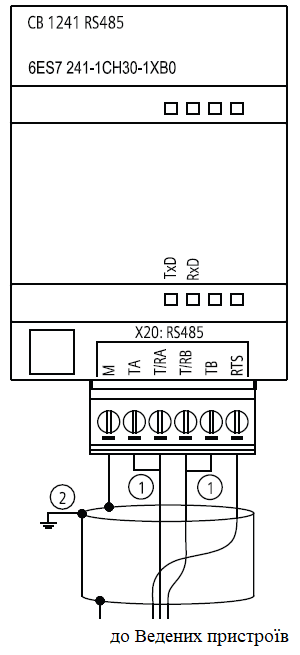 CB 1241 RS485
6ES7 241-1CH30-1XB0
TxD
RxD
X20: RS485
M
TA
T/RA
T/RB
TB
RTS
1
1
2
до Ведених пристроїв